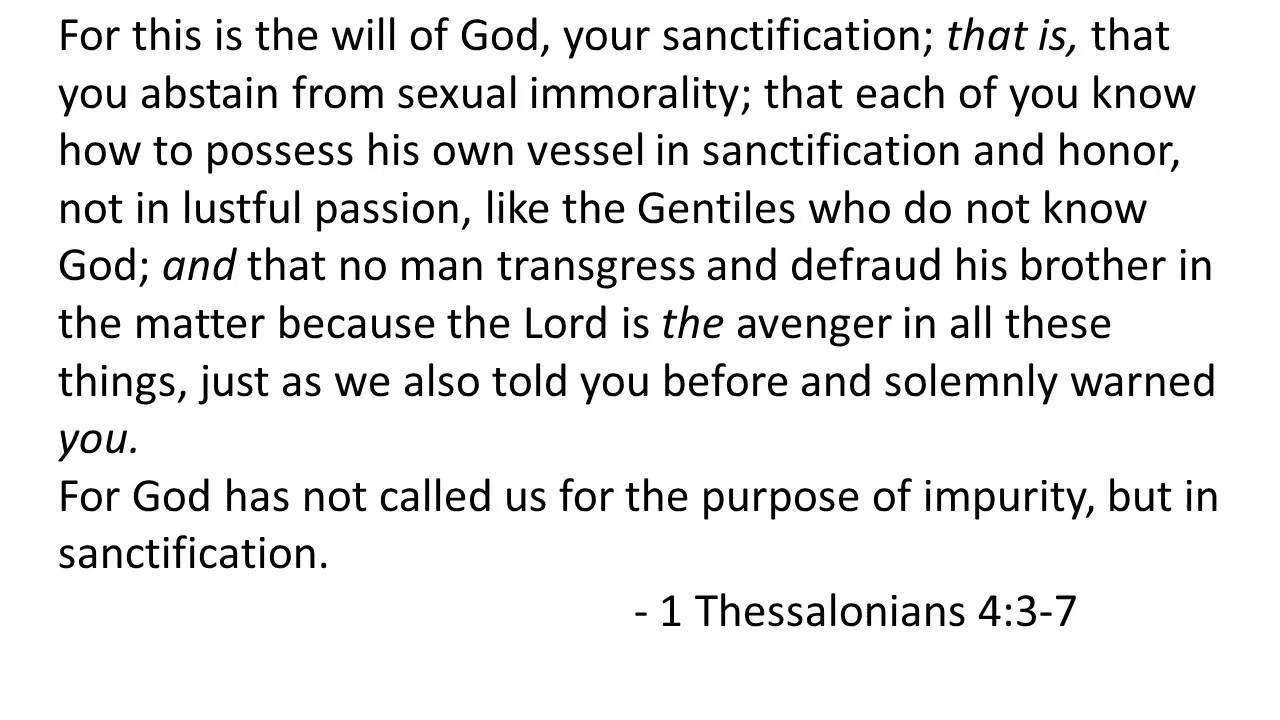 For this is the will of God, your sanctification; that is, that
you abstain from sexual immorality; that each of you know
how to possess his own vessel in sanctification and honor,
not in lustful passion, like the Gentiles who do not know
God; and that no man transgress and defraud his brother in
the matter because the Lord is the avenger in all these
things, just as we also told you before and solemnly warned
you.
For God has not called us for the purpose of impurity, but in
sanctification.
- 1 Thessalonians 4:3-7